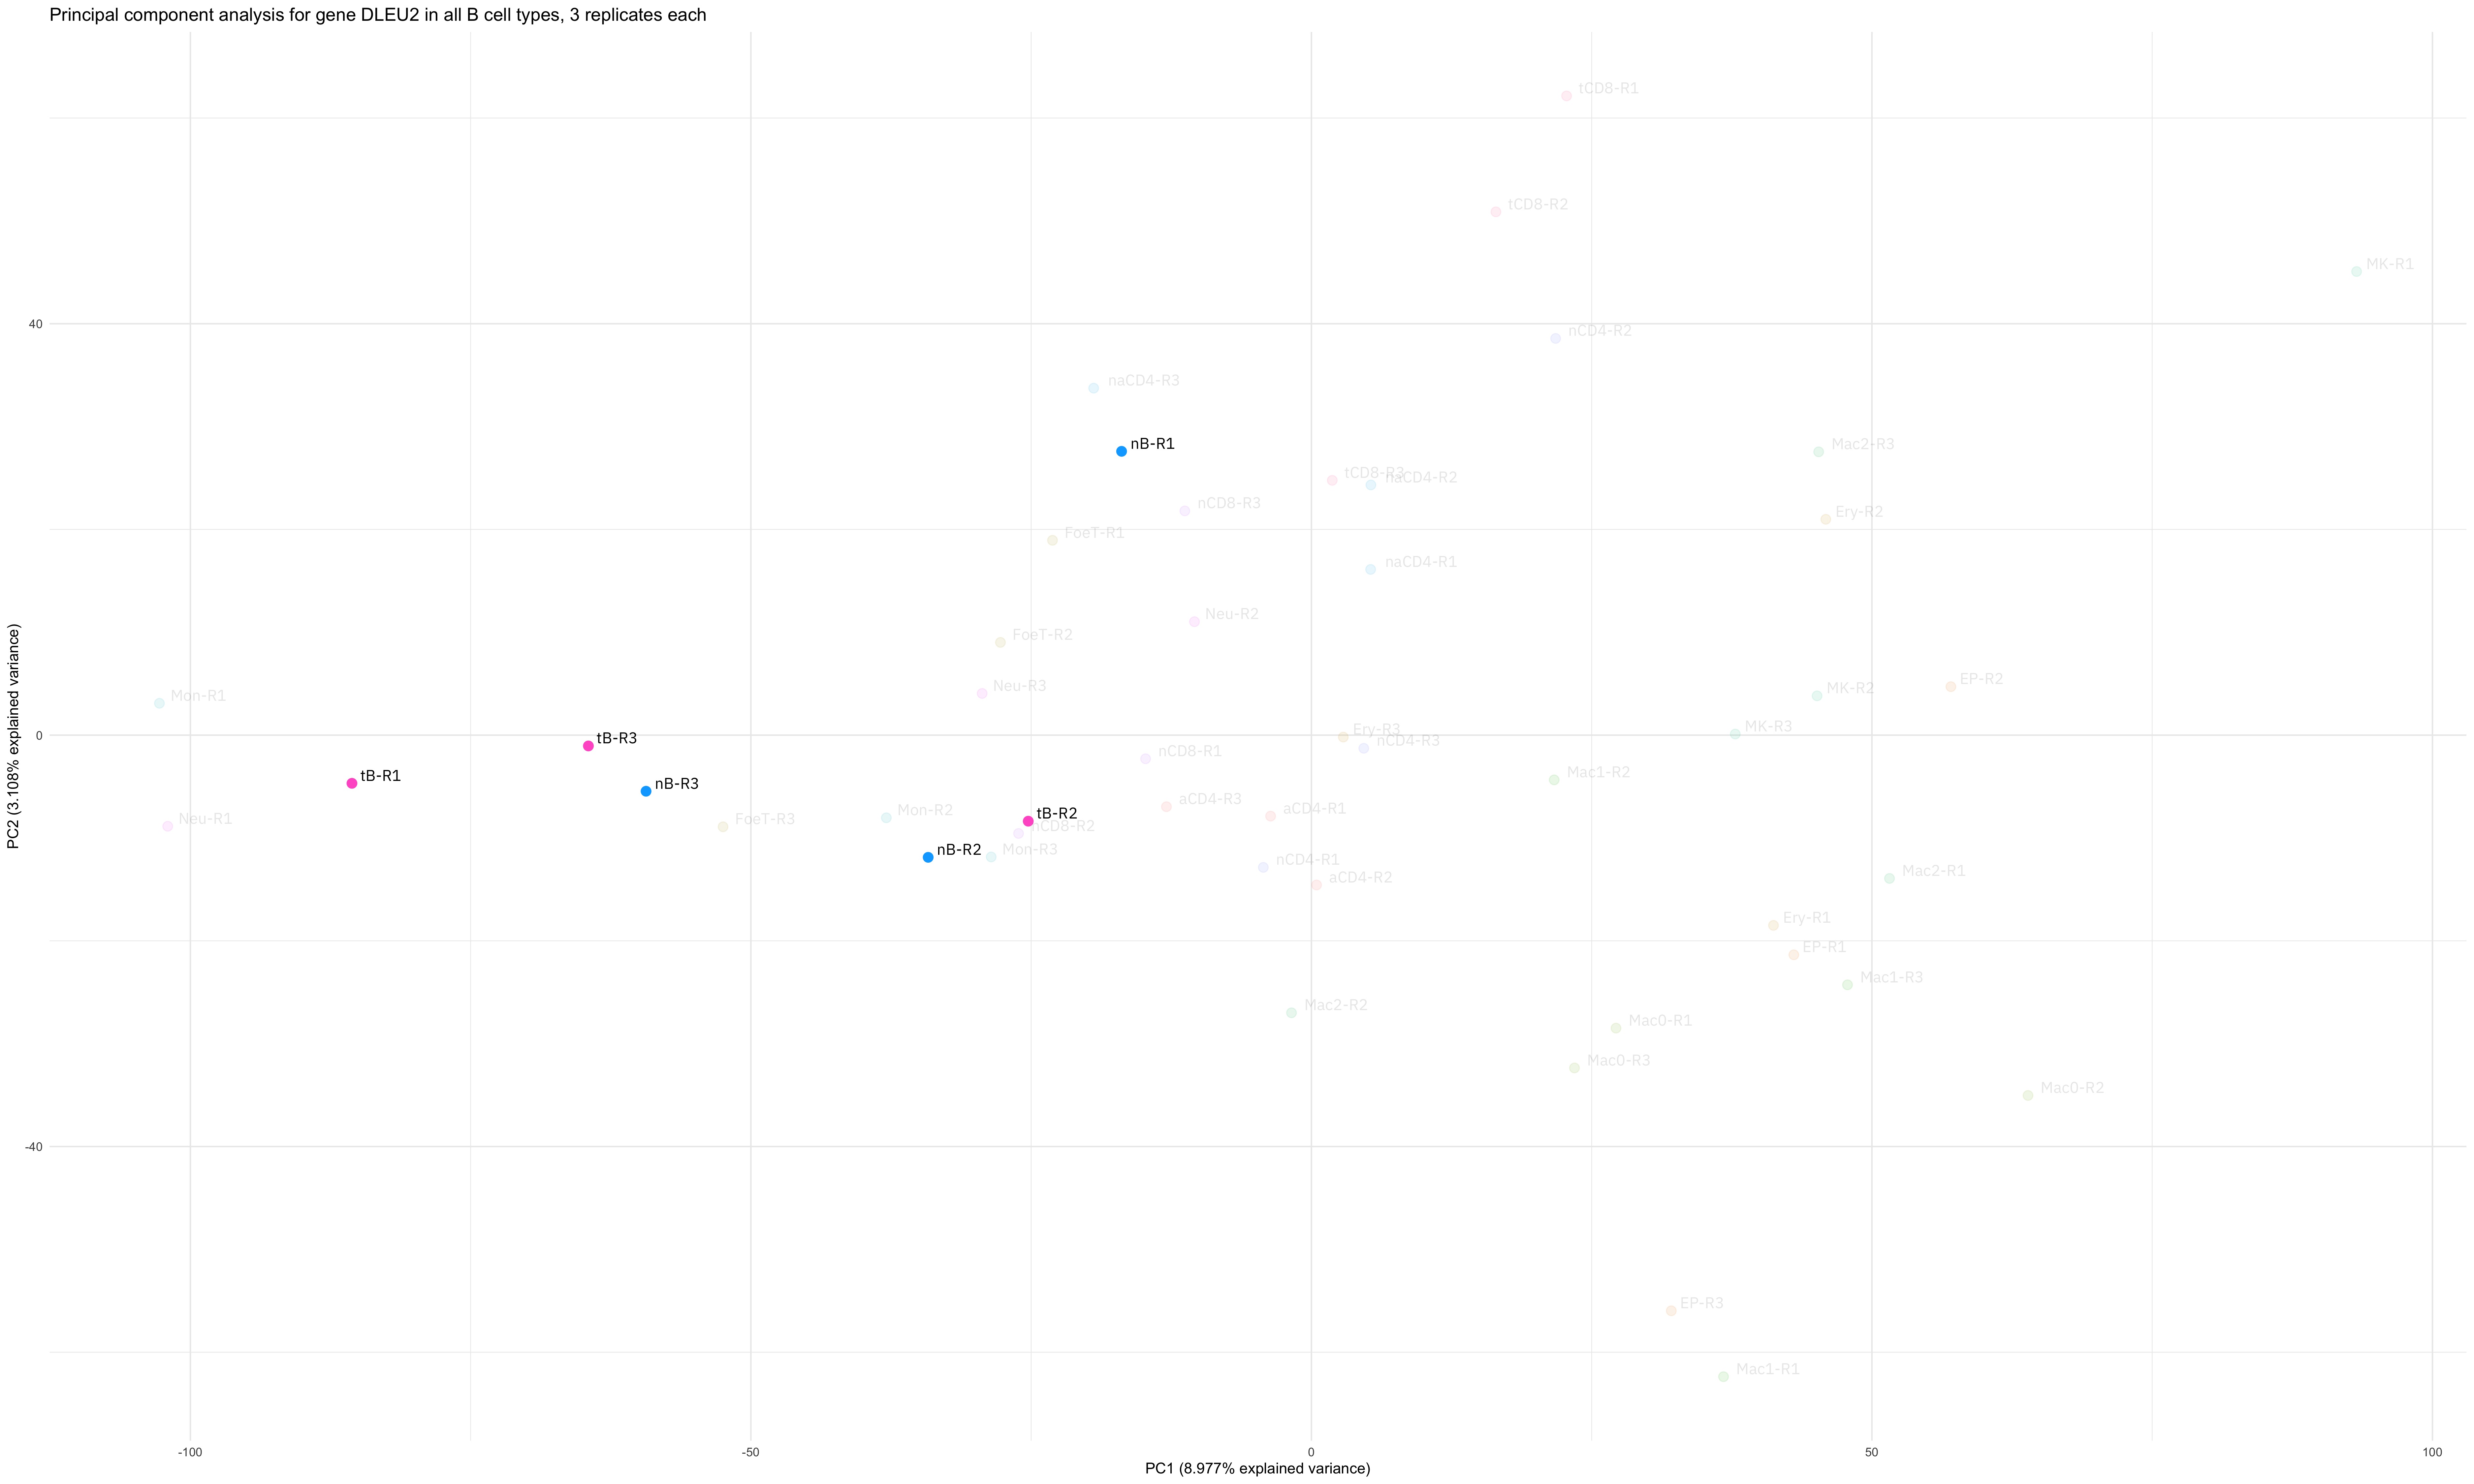 Principal component analysis for gene DLEU2 in all B cell types, 3 replicates each
tCD8-R1
tCD8-R2
MK-R1
40
nCD4-R2
naCD4-R3
nB-R1
Mac2-R3
tCD8-R3
naCD4-R2
nCD8-R3
Ery-R2
FoeT-R1
naCD4-R1
Neu-R2
FoeT-R2
EP-R2
Neu-R3
MK-R2
Mon-R1
MK-R3
Ery-R3
0
tB-R3
nCD4-R3
nCD8-R1
Mac1-R2
tB-R1
nB-R3
aCD4-R3
aCD4-R1
Mon-R2
tB-R2
Neu-R1
FoeT-R3
nCD8-R2
nB-R2
Mon-R3
nCD4-R1
Mac2-R1
aCD4-R2
Ery-R1
EP-R1
Mac1-R3
Mac2-R2
Mac0-R1
Mac0-R3
Mac0-R2
-40
EP-R3
Mac1-R1
PC2 (3.108% explained variance)
-100
-50
0
50
100
PC1 (8.977% explained variance)